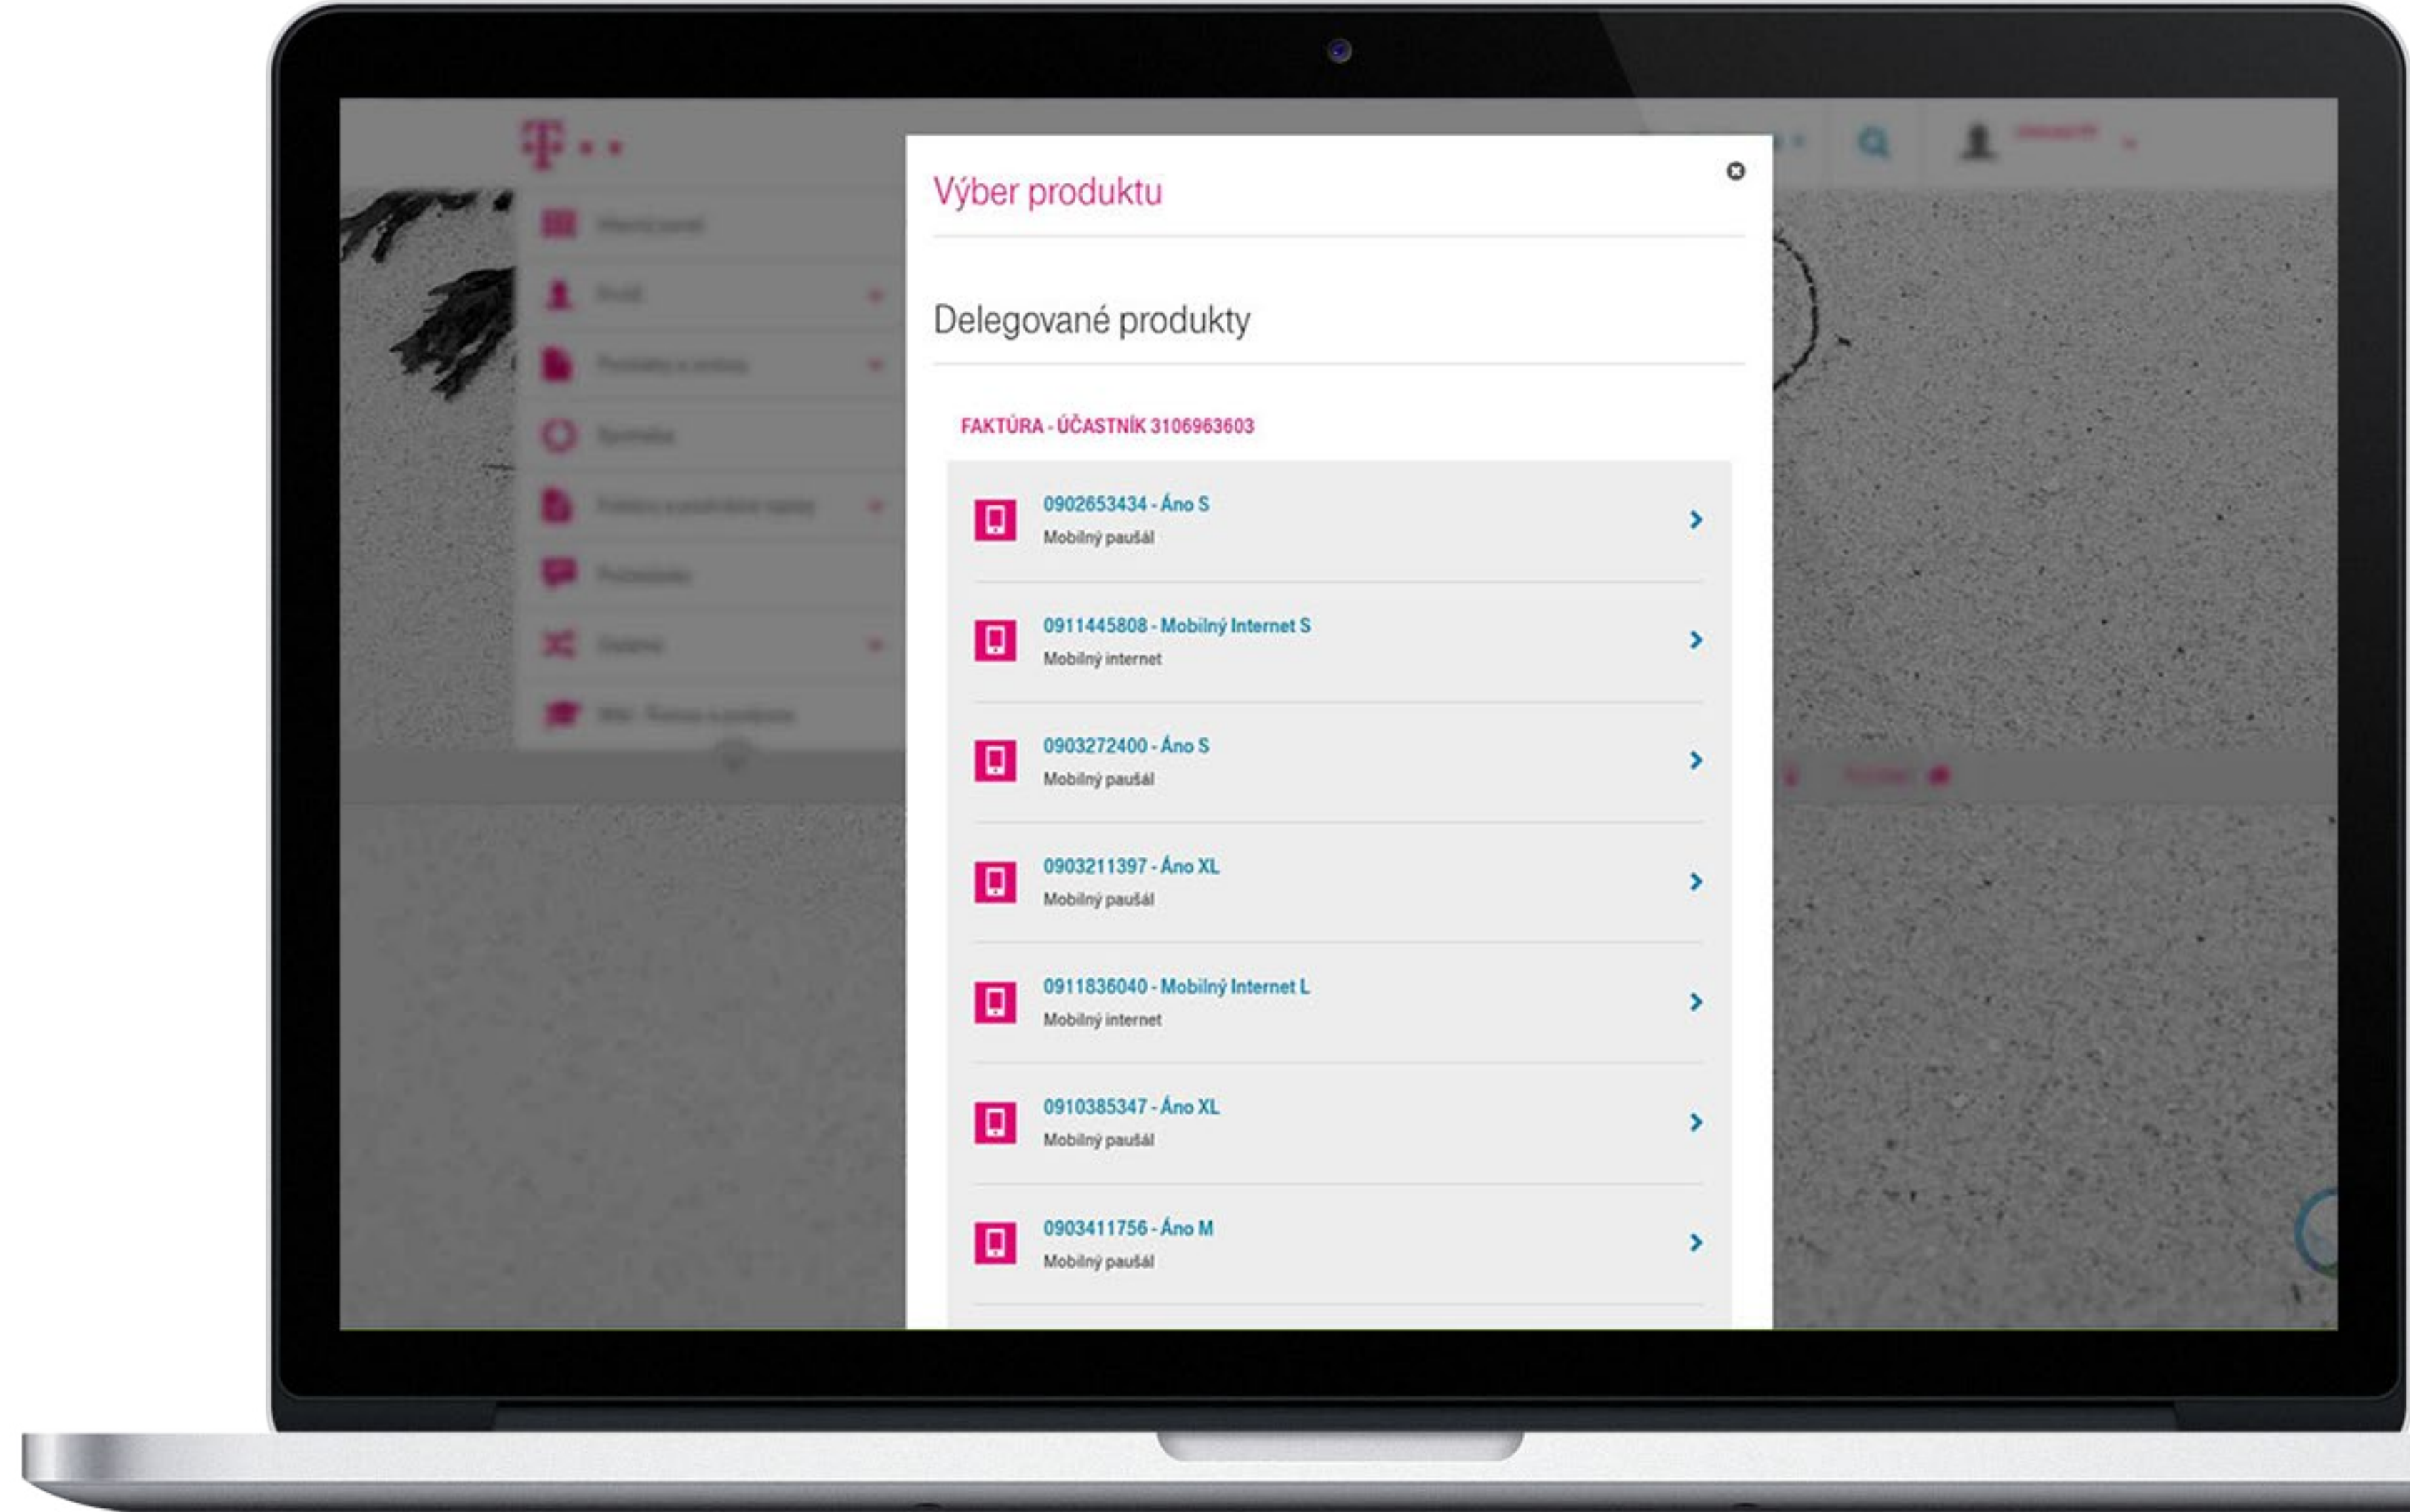 Výber produktu
Delegované produkty
FAKTÚRA - ÚČASTNÍK 3106963603
0902653434 - Áno S
Mobilný paušál
0911445808 - Mobilný Internet S
Mobilný internet
0903272400 - Áno S
Mobilný paušál
0903211397 - Áno XL
Mobilný paušál
0911836040 - Mobilný Internet L
Mobilný internet
0910385347 - Áno XL
Mobilný paušál
0903411756 - Áno M
Mobilný paušál